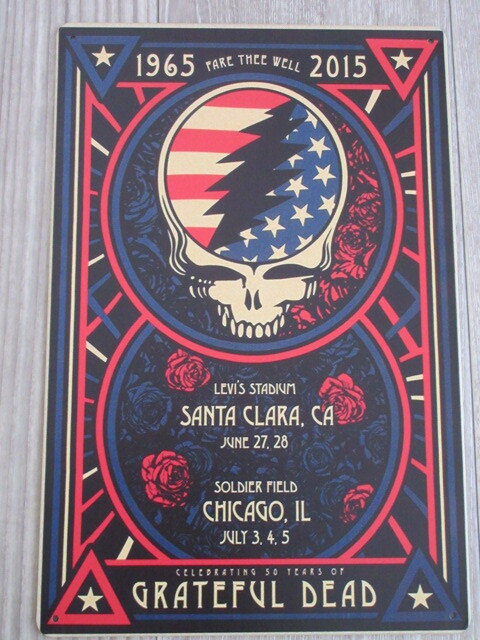 1965 FARE THEE WELL 2015
LEVI'S STADIUM
SANTA CLARA, CA
JUNE 27, 28
SOLDIER FIELD
CHICAGO, IL
JULY 3, 4, 5
CELEBRATING 50 YEARS OF
GRATEFUL DEAD